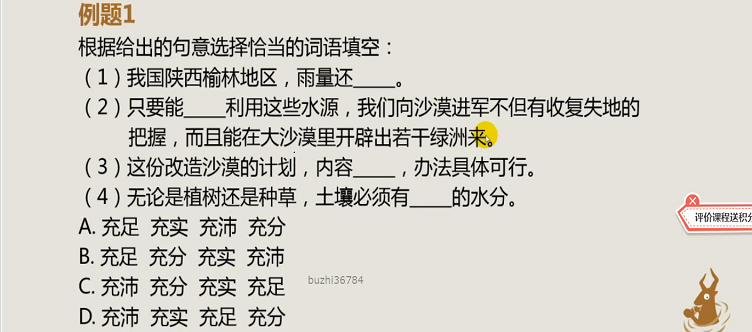 例题1
根据给出的句意选择恰当的词语填空：
（1）我国陕西榆林地区，雨量还____。
（2）只要能____利用这些水源，我们向沙漠进军不但有收复失地的
把握，而且能在大沙漠里开辟出若干绿洲来。
（3）这份改造沙漠的计划，内容____，办法具体可行。
（4）无论是植树还是种草，土壤必须有____的水分。
A. 充足 充实 充沛 充分
B. 充足 充分 充实 充沛
C. 充沛 充分 充实 充足
D. 充沛 充实 充足 充分
评价课程送积分
buzhi36784